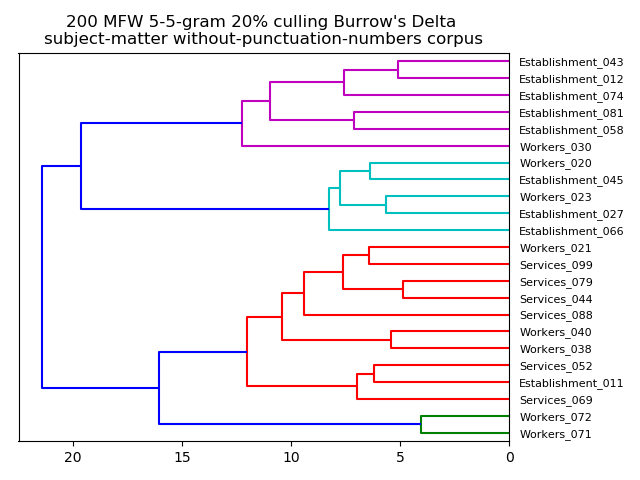 200 MFW 5-5-gram 20% culling Burrow's Delta
subject-matter without-punctuation-numbers corpus
Establishment_043
Establishment_012
Establishment_074
Establishment_081
Establishment_058
Workers_030
Workers_020
Establishment_045
Workers_023
Establishment_027
Establishment_066
Workers_021
Services_099
Services_079
Services_044
Services_088
Workers_040
Workers_038
Services_052
Establishment_011
Services_069
Workers_072
Workers_071
20 15 10 5 0